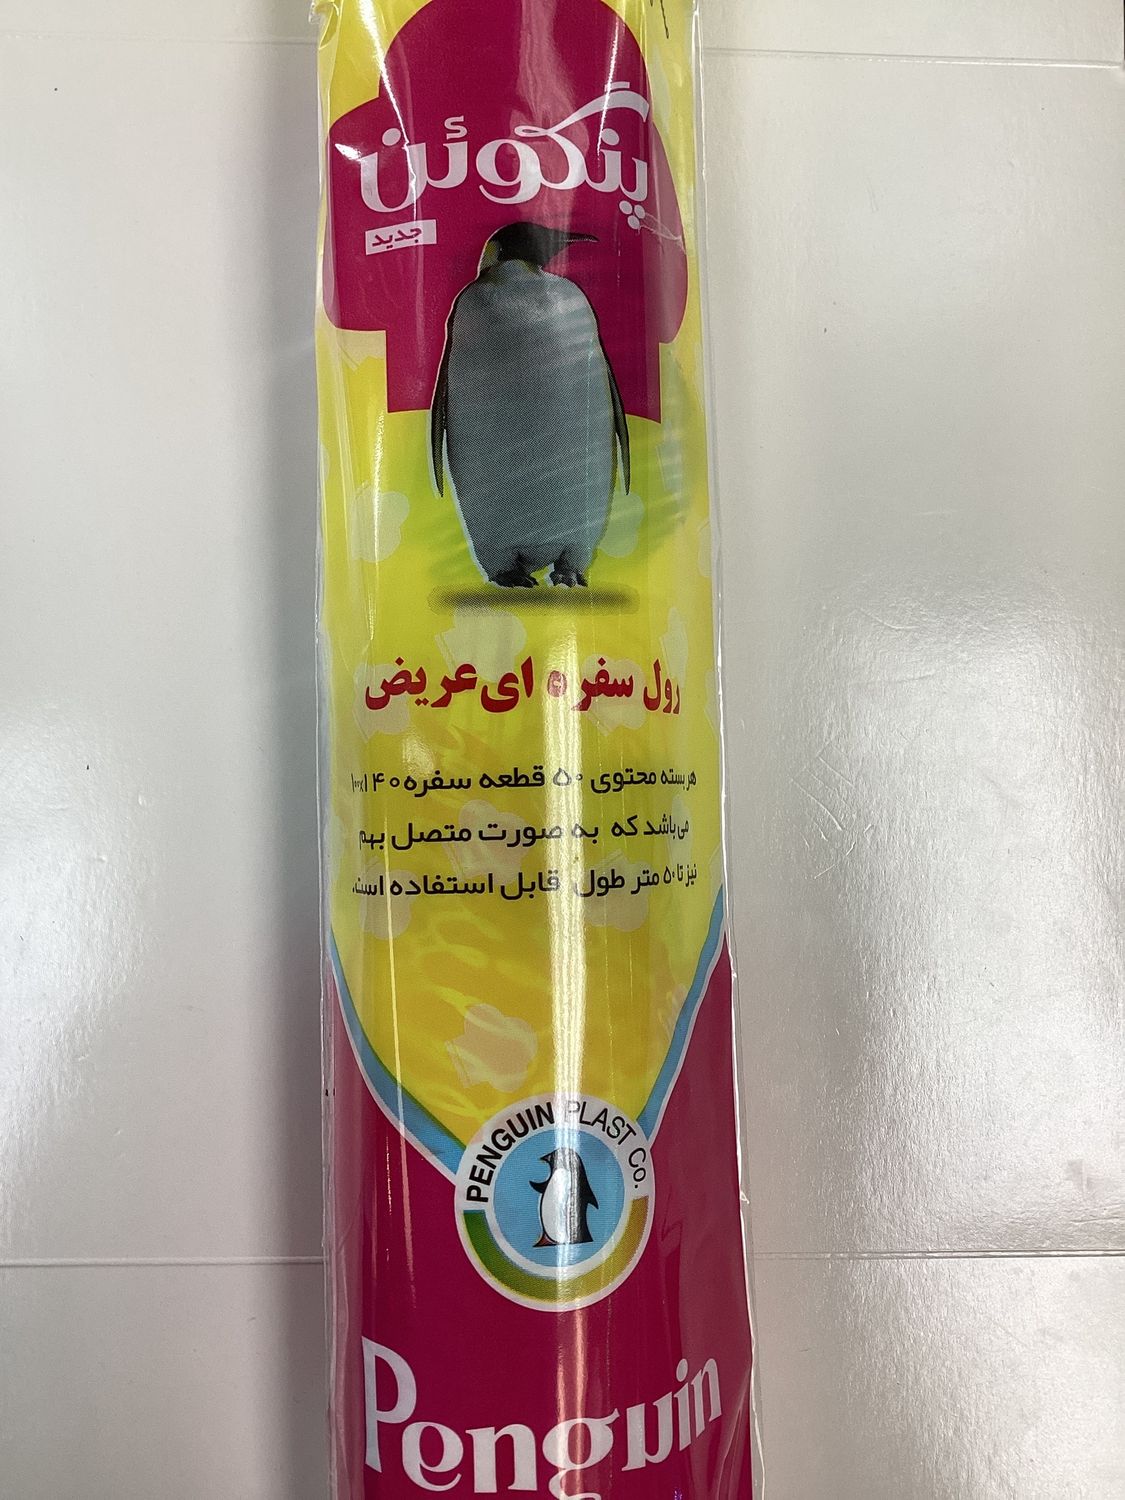 پنگوئن
جدید
رول سفره ای عریض
هر بسته محتوی ۵۰ قطعه سفره ۱۴۰x۱۰۰
می باشد که به صورت متصل بهم
نیز تا ۵۰ متر طول قابل استفاده است.
PENGUIN PLAST Co.
Penguin